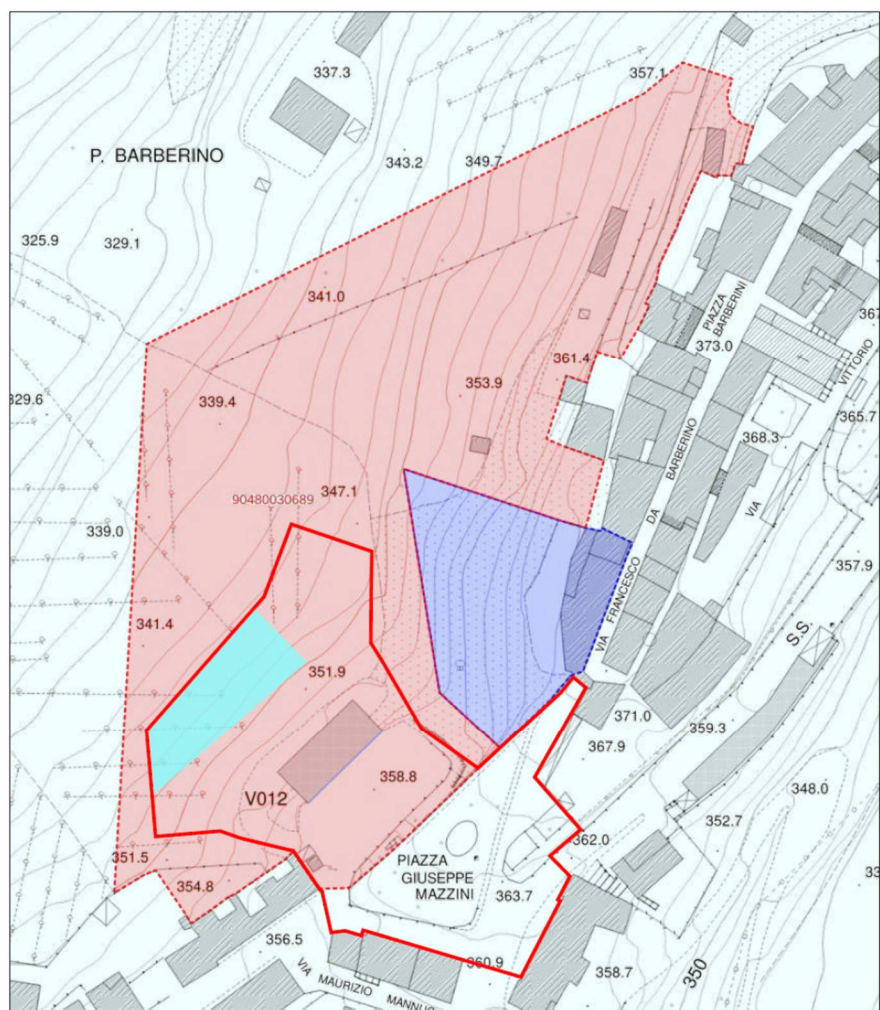 337.3
357.1
P. BARBERINO
343.2
349.7
325.9
329.1
341.0
PIAZZA
BARBERINI
373.0
367
VITTORIO
361.4
353.9
329.6
339.4
365.7
368.3
DA BARBERINO
347.1
90480030689
VIA
339.0
357.9
VIA FRANCESCO
341.4
S.S.
351.9
371.0
367.9
359.3
358.8
348.0
V012
352.7
362.0
351.5
PIAZZA
GIUSEPPE
MAZZINI
354.8
363.7
33
356.5
360.9
358.7
350
VIA MAURIZIO MANNUC